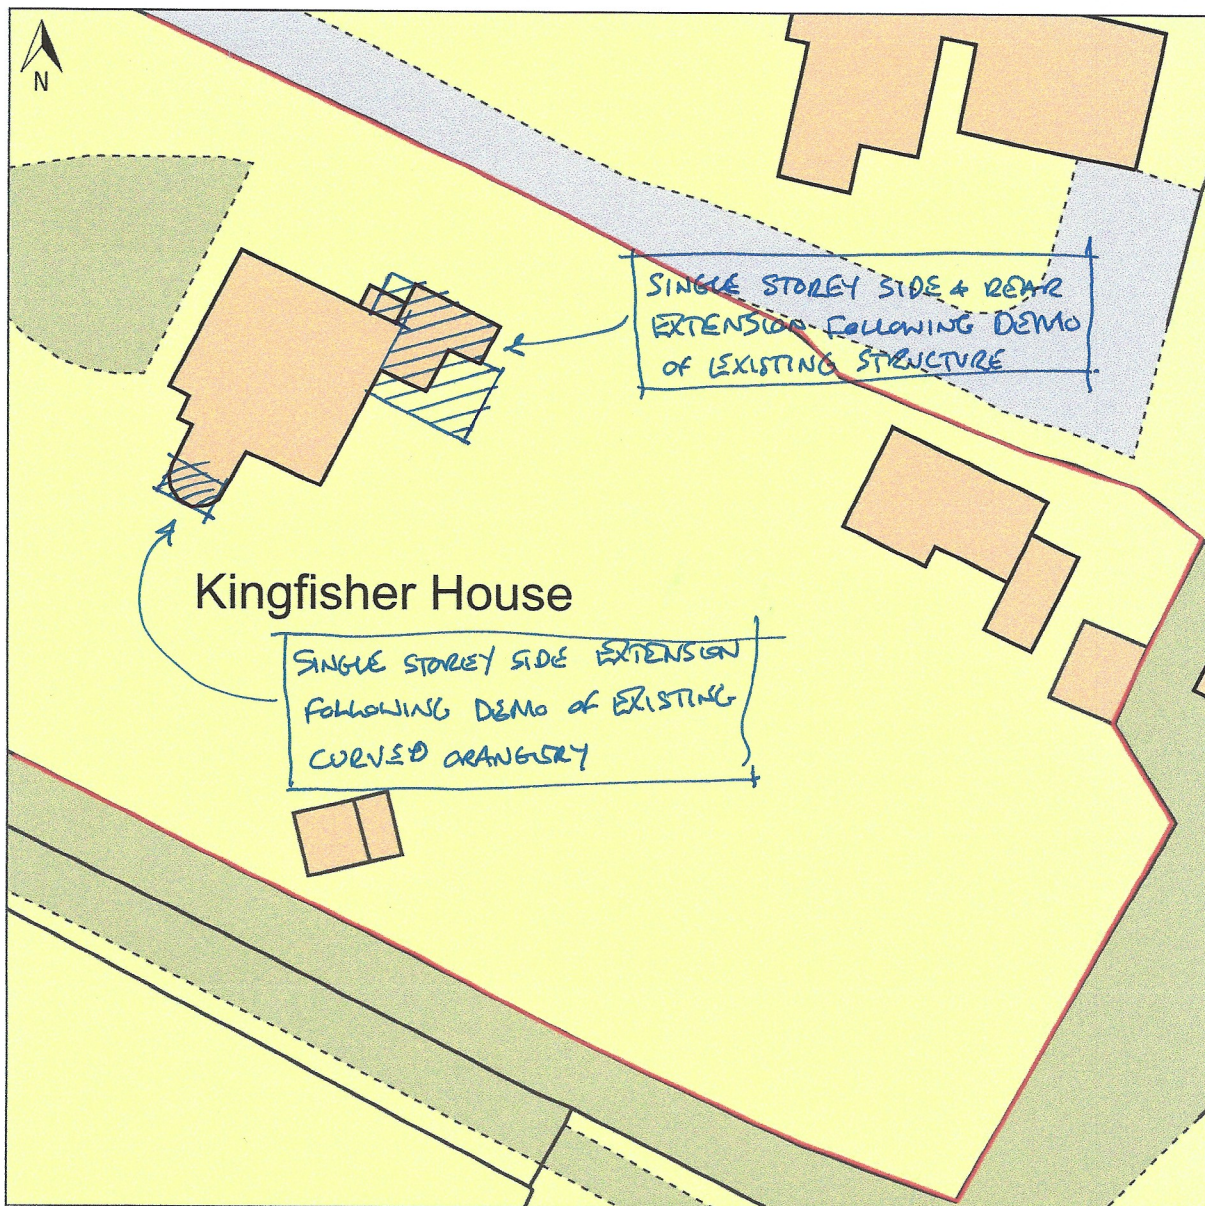 N
SINGLE STOREY SIDE & REAR
EXTENSION FOLLOWING DEMO
OF EXISTING STRUCTURE
Kingfisher House
SINGLE STOREY SIDE EXTENSION
FOLLOWING DEMO OF EXISTING
CURVED ORANGERY